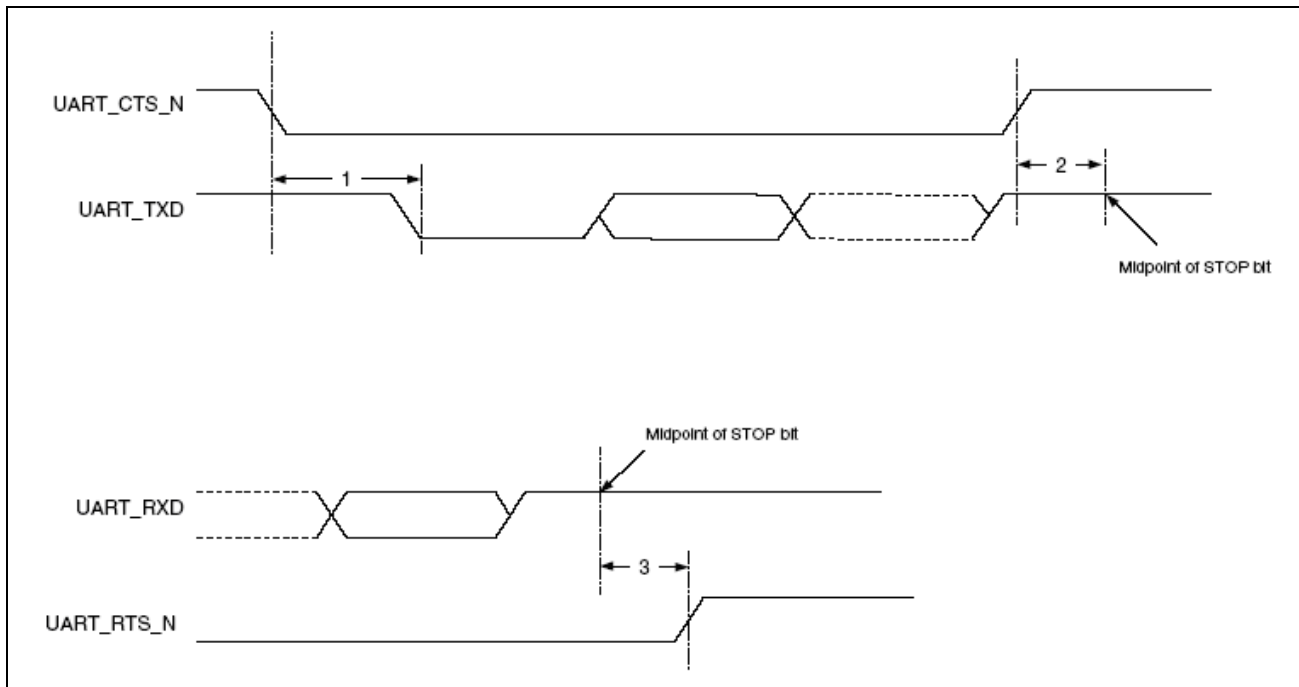 UART_CTS_N
1
2
UART_TXD
Midpoint of STOP bit
Midpoint of STOP bit
UART_RXD
3
UART_RTS_N